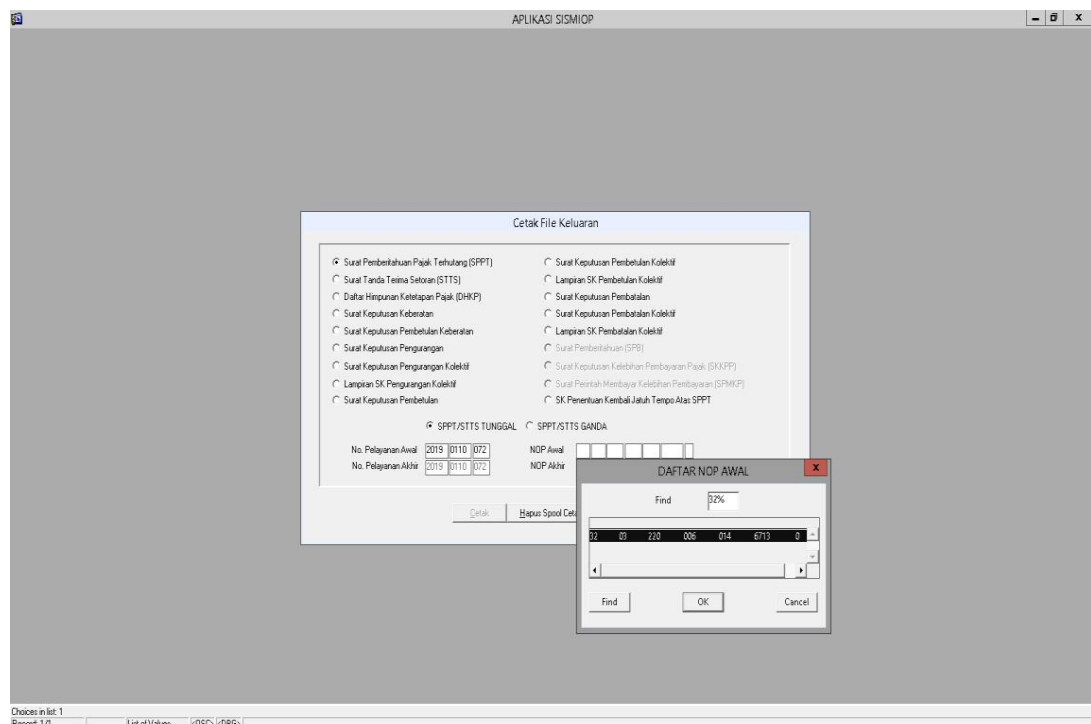 APLIKASI SISMIOP
Cetak File Keluaran
Surat Pemberitahuan Pajak Terhutang (SPPT)
Surat Tanda Terima Setoran (STTS)
Daftar Himpunan Ketetapan Pajak (DHKP)
Surat Keputusan Keberatan
Surat Keputusan Pembetulan Keberatan
Surat Keputusan Pengurangan
Surat Keputusan Pengurangan Kolektif
Lampiran SK Pengurangan Kolektif
Surat Keputusan Pembetulan
Surat Keputusan Pembetulan Kolektif
Lampiran SK Pembetulan Kolektif
Surat Keputusan Pembatalan
Surat Keputusan Pembatalan Kolektif
Lampiran SK Pembatalan Kolektif
Surat Pemberitahuan (SPB)
Surat Keputusan Kelebihan Pembayaran Pajak (SKKPP)
Surat Perintah Membayar Kelebihan Pembayaran (SPMKP)
SK Penentuan Kembali Jatuh Tempo Atas SPPT
SPPT/STTS TUNGGAL SPPT/STTS GANDA
No. Pelayanan Awal 2019 0110 072 NOP Awal
No. Pelayanan Akhir 2019 0110 072 NOP Akhir
Cetak Hapus Spool Ceta
DAFTAR NOP AWAL x
Find 32%
32 03 220 006 014 6713 0
Find OK Cancel
Choices in list: 1
Record: 1/1 List of Values <OSC> <DBG>